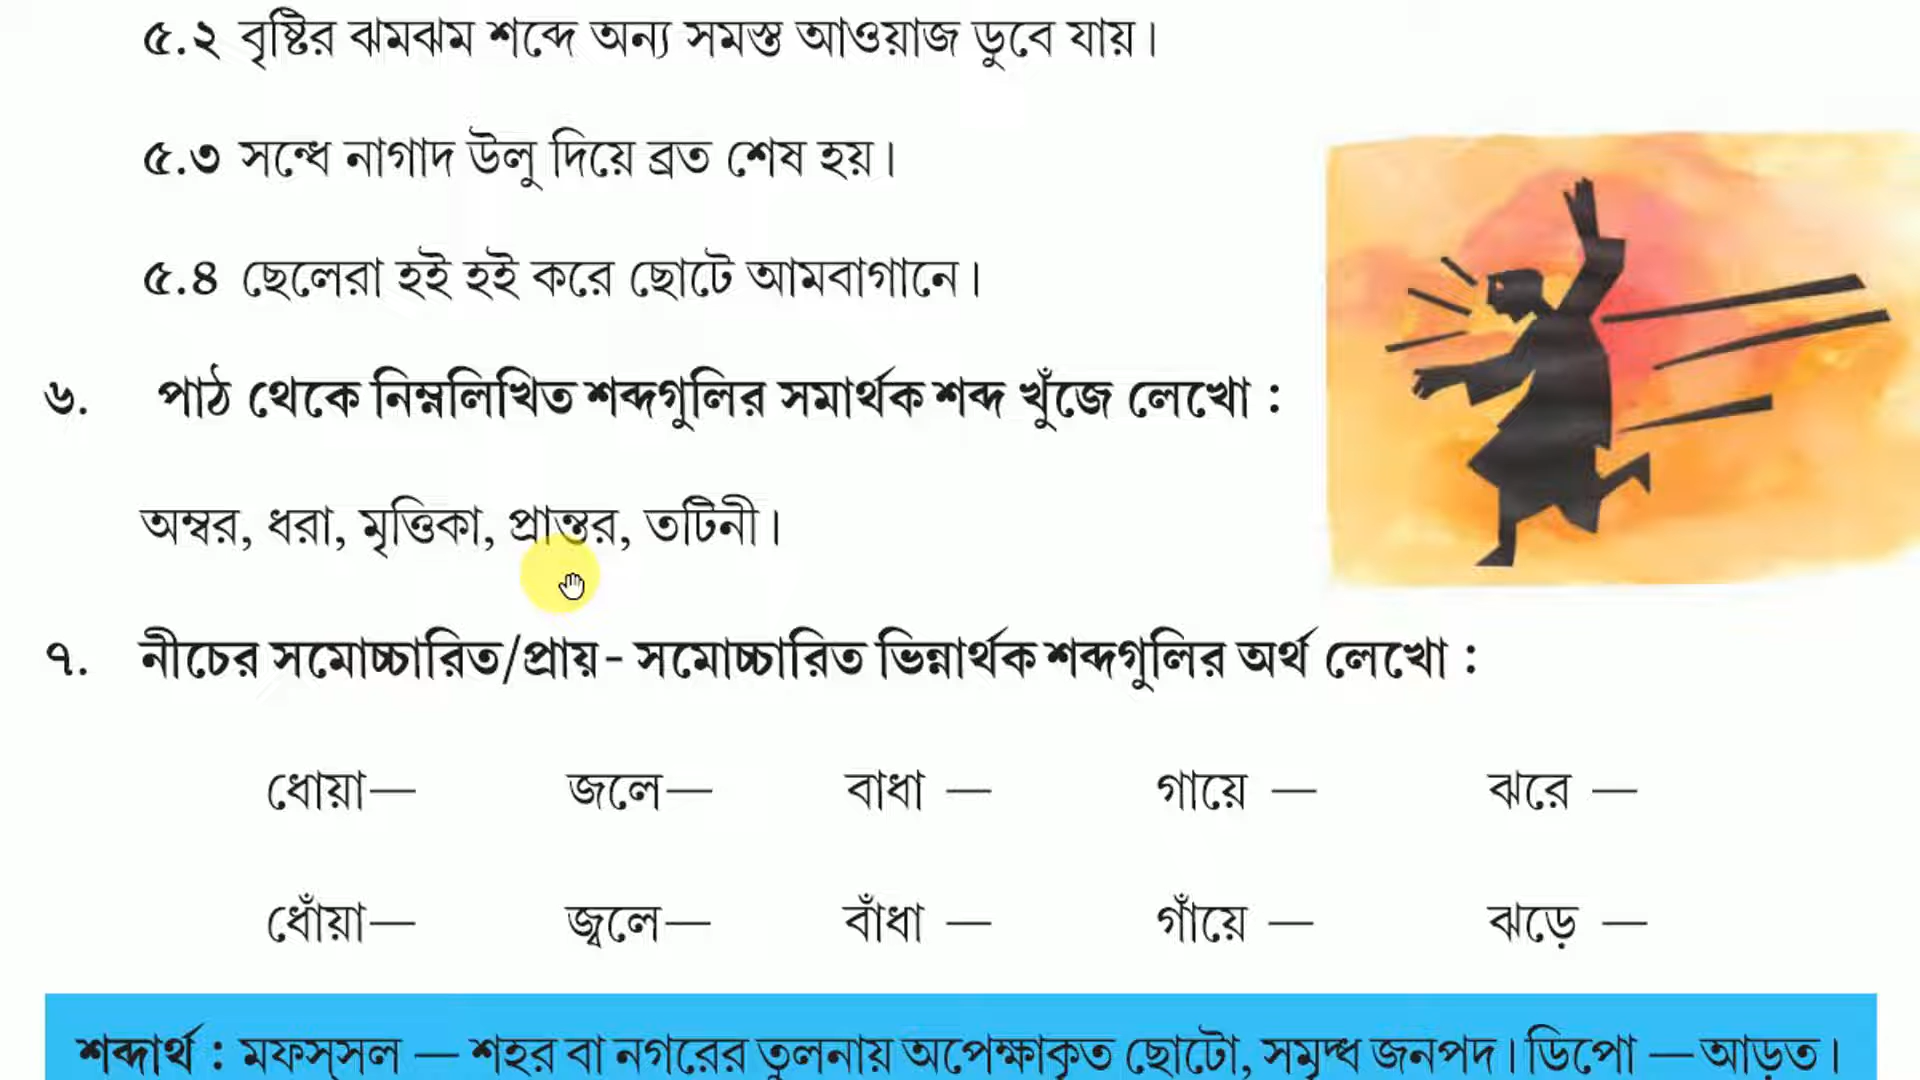 ৫.২ বৃষ্টির ঝমঝম শব্দে অন্য সমস্ত আওয়াজ ডুবে যায়।
৫.৩ সন্ধে নাগাদ উলু দিয়ে ব্রত শেষ হয়।
৫.৪ ছেলেরা হই হই করে ছোটে আমবাগানে।
৬. পাঠ থেকে নিম্নলিখিত শব্দগুলির সমার্থক শব্দ খুঁজে লেখো :
অম্বর, ধরা, মৃত্তিকা, প্রান্তর, তটিনী।
৭. নীচের সমোচ্চারিত/প্রায়- সমোচ্চারিত ভিন্নার্থক শব্দগুলির অর্থ লেখো :
ধোয়া— জলে— বাধা — গায়ে — ঝরে —
ধোঁয়া— জ্বলে— বাঁধা — গাঁয়ে — ঝড়ে —
শব্দার্থ : মফস্‌সল — শহর বা নগরের তুলনায় অপেক্ষাকৃত ছোটো, সমৃদ্ধ জনপদ। ডিপো —আড়ত।